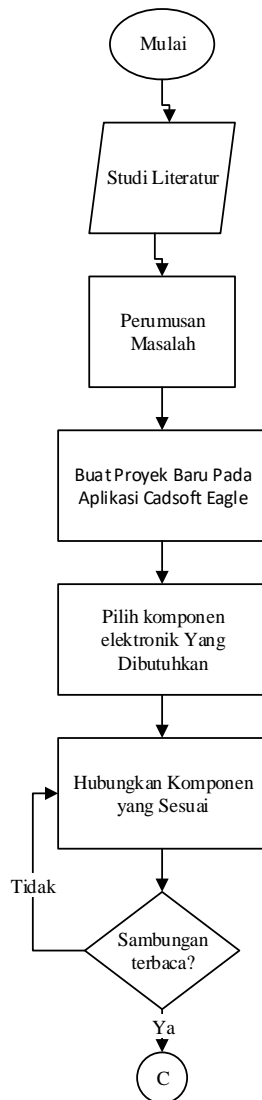 Mulai
Studi Literatur
Perumusan
Masalah
Buat Proyek Baru Pada
Aplikasi Cadsoft Eagle
Pilih komponen
elektronik Yang
Dibutuhkan
Hubungkan Komponen
yang Sesuai
Tidak
Sambungan
terbaca?
Ya
C